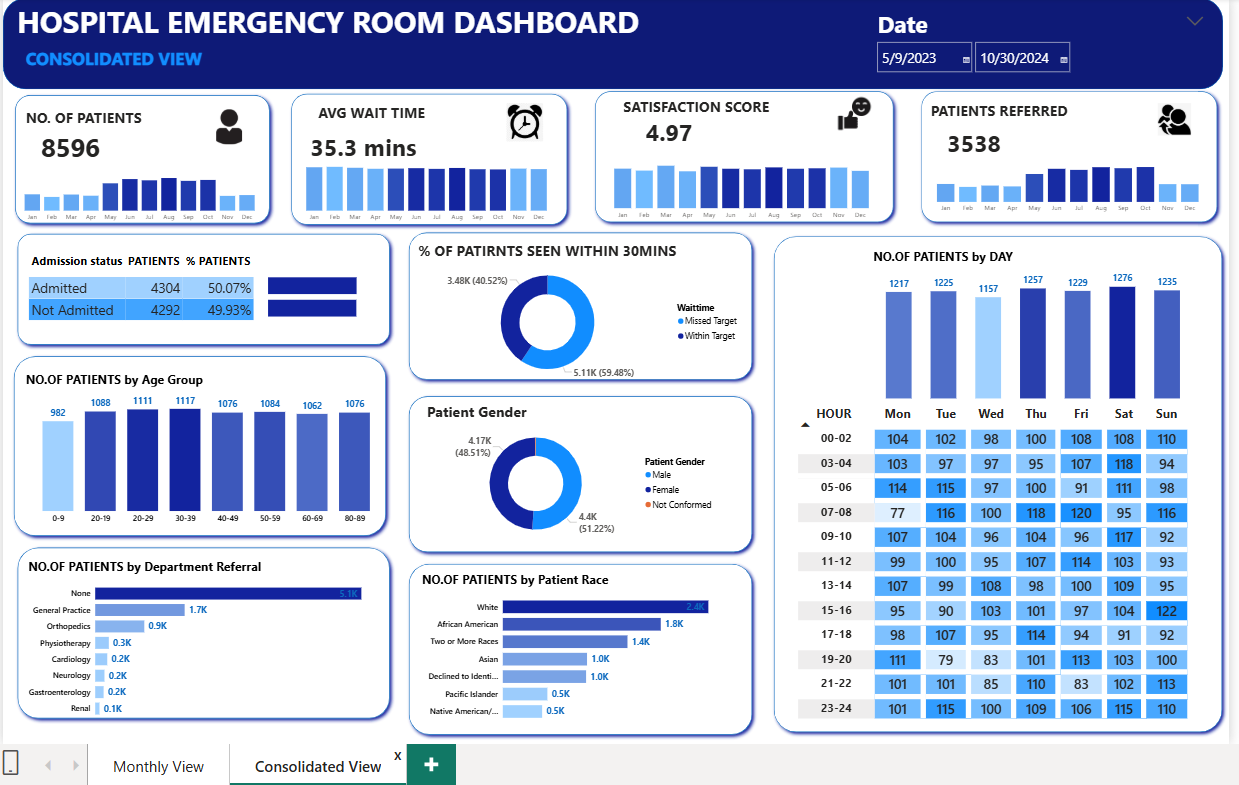 HOSPITAL EMERGENCY ROOM DASHBOARD
CONSOLIDATED VIEW
Date
5/9/2023 10/30/2024
NO. OF PATIENTS
8596
Jan Feb Mar Apr May Jun Jul Aug Sep Oct Nov Dec
AVG WAIT TIME
35.3 mins
Jan Feb Mar Apr May Jun Jul Aug Sep Oct Nov Dec
SATISFACTION SCORE
4.97
Jan Feb Mar Apr May Jun Jul Aug Sep Oct Nov Dec
PATIENTS REFERRED
3538
Jan Feb Mar Apr May Jun Jul Aug Sep Oct Nov Dec
Admission status PATIENTS % PATIENTS
Admitted 4304 50.07%
Not Admitted 4292 49.93%
NO.OF PATIENTS by Age Group
982 1088 1111 1117 1076 1084 1062 1076
0-9 20-19 20-29 30-39 40-49 50-59 60-69 80-89
NO.OF PATIENTS by Department Referral
None 5.1K
General Practice 1.7K
Orthopedics 0.9K
Physiotherapy 0.3K
Cardiology 0.2K
Neurology 0.2K
Gastroenterology 0.2K
Renal 0.1K
% OF PATIRNTS SEEN WITHIN 30MINS
3.48K (40.52%)
5.11K (59.48%)
Waittime
Missed Target
Within Target
Patient Gender
4.17K
(48.51%)
4.4K
(51.22%)
Patient Gender
Male
Female
Not Conformed
NO.OF PATIENTS by Patient Race
White 2.4K
African American 1.8K
Two or More Races 1.4K
Asian 1.0K
Declined to Identi... 1.0K
Pacific Islander 0.5K
Native American/... 0.5K
NO.OF PATIENTS by DAY
1217 1225 1157 1257 1229 1276 1235
HOUR Mon Tue Wed Thu Fri Sat Sun
00-02 104 102 98 100 108 108 110
03-04 103 97 97 95 107 118 94
05-06 114 115 97 100 91 111 98
07-08 77 116 100 118 120 95 116
09-10 107 104 96 104 96 117 92
11-12 99 100 95 107 114 103 93
13-14 107 99 108 98 100 109 95
15-16 95 90 103 101 97 104 122
17-18 98 107 95 114 94 91 92
19-20 111 79 83 101 113 103 100
21-22 101 101 85 110 83 102 113
23-24 101 115 100 109 106 115 110
Monthly View
Consolidated View X